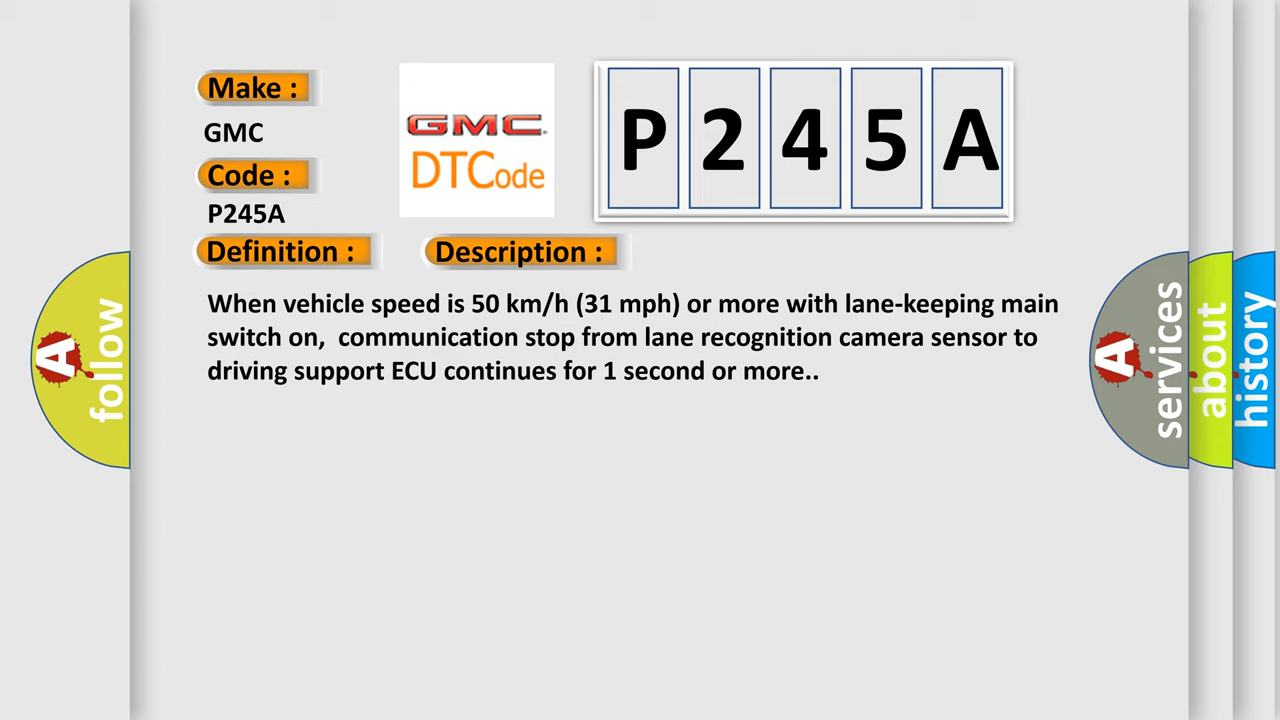 Make :
GMC
Code :
P245A
Definition :
Description :
When vehicle speed is 50 km/h (31 mph) or more with lane-keeping main
switch on,  communication stop from lane recognition camera sensor to
driving support ECU continues for 1 second or more..
GMC
DTCode
P 2 4 5 A
A follow
A services
about
history